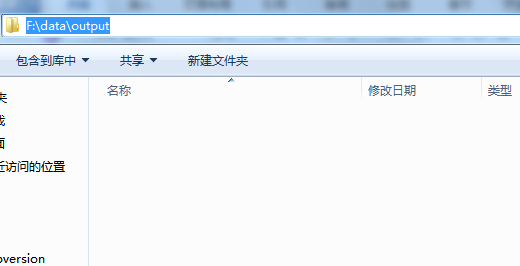 F:\data\output
包含到库中 共享 新建文件夹
名称 修改日期 类型
夹
面
近访问的位置
oversion